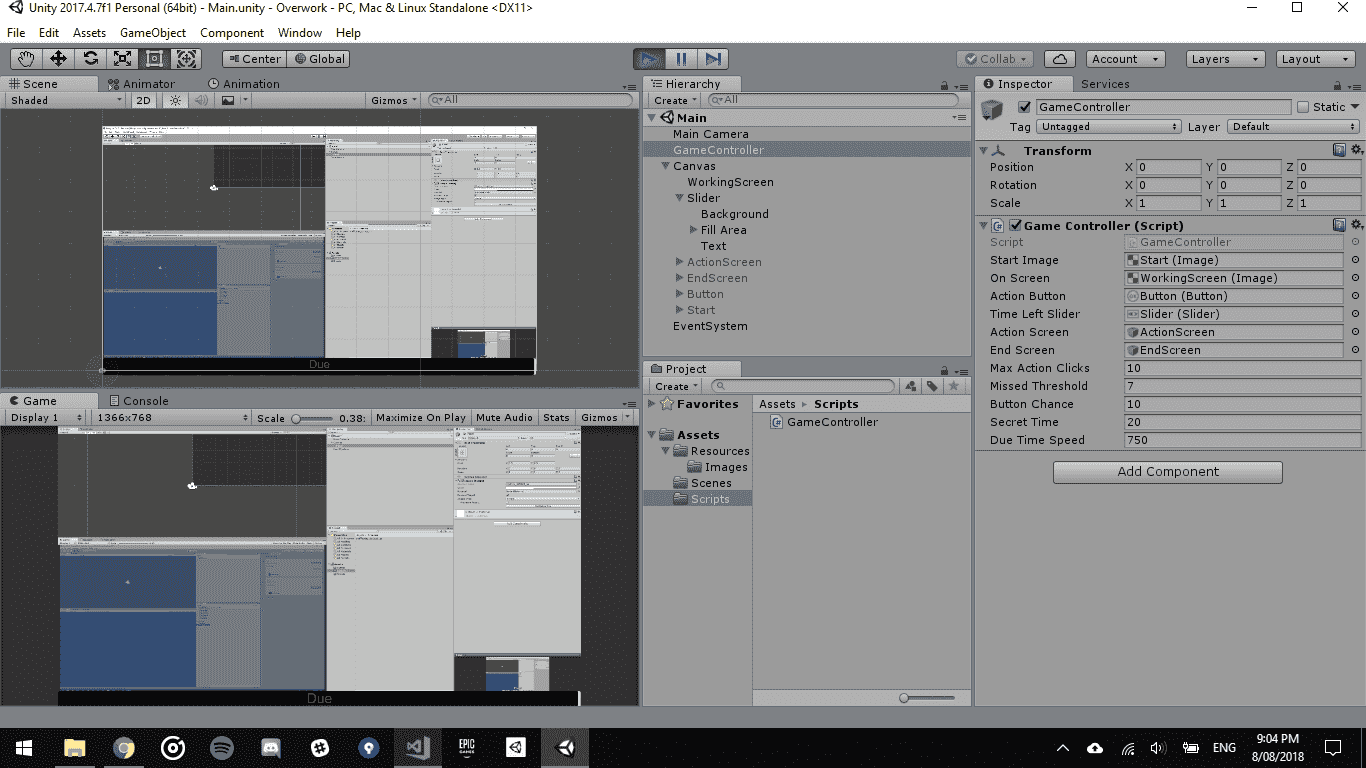 Unity 2017.4.7f1 Personal (64bit) - Main.unity - Overwork - PC, Mac & Linux Standalone <DX11>
File Edit Assets GameObject Component Window Help
Center Global
Collab Account Layers Layout
Scene Animator Animation
Shaded 2D Gizmos All
Due
Game Console
Display 1 1366x768 Scale 0.38: Maximize On Play Mute Audio Stats Gizmos
Due
Hierarchy
Create All
Main
Main Camera
GameController
Canvas
WorkingScreen
Slider
Background
Fill Area
Text
ActionScreen
EndScreen
Button
Start
EventSystem
Project
Create
Favorites
Assets
Resources
Images
Scenes
Scripts
Assets Scripts
GameController
Inspector Services
GameController Static
Tag Untagged Layer Default
Transform
Position X 0 Y 0 Z 0
Rotation X 0 Y 0 Z 0
Scale X 1 Y 1 Z 1
Game Controller (Script)
Script GameController
Start Image Start (Image)
On Screen WorkingScreen (Image)
Action Button Button (Button)
Time Left Slider Slider (Slider)
Action Screen ActionScreen
End Screen EndScreen
Max Action Clicks 10
Missed Threshold 7
Button Chance 10
Secret Time 20
Due Time Speed 750
Add Component
EPIC GAMES
ENG
9:04 PM
8/08/2018